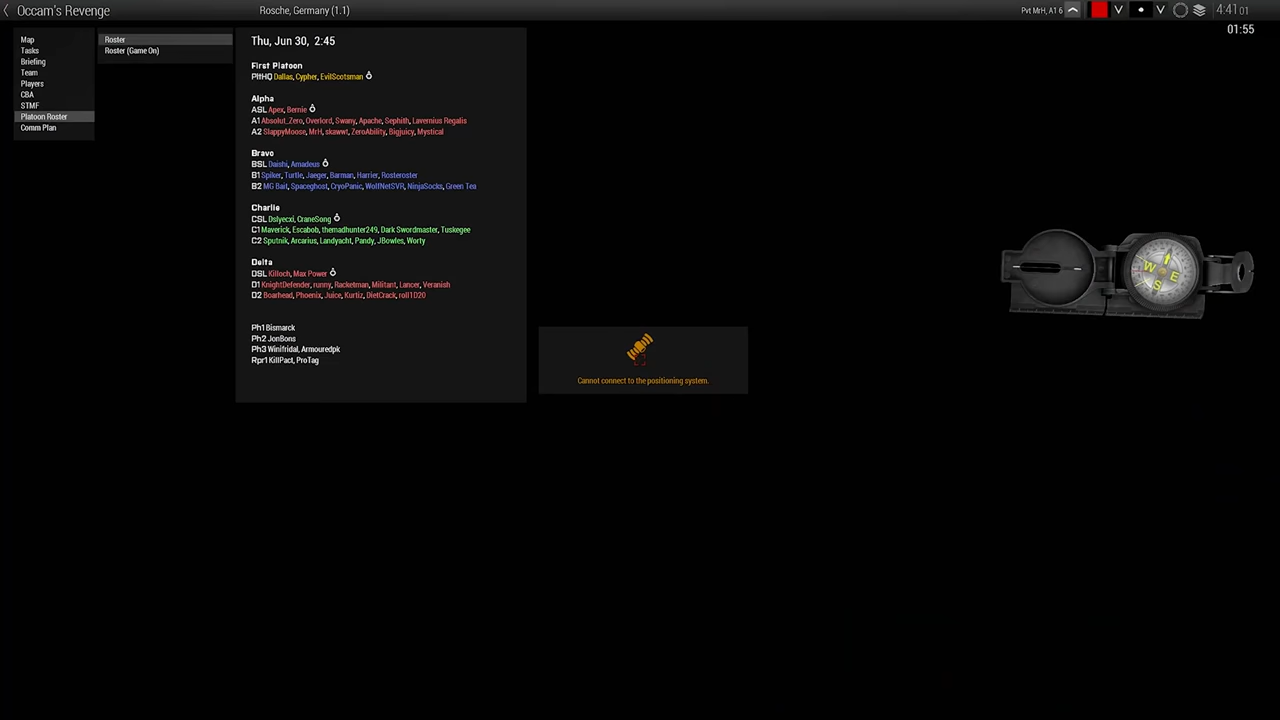 Occam's Revenge
Rosche, Germany (1.1)
Pvt MrH, A1 6
4:41 01
01:55
Map
Tasks
Briefing
Team
Players
CBA
STMF
Platoon Roster
Comm Plan
Roster
Roster (Game On)
Thu, Jun 30, 2:45
First Platoon
PltHQ Dallas, Cypher, EvilScotsman
Alpha
ASL Apex, Bernie
A1 Absolut_Zero, Overlord, Swany, Apache, Sephith, Lavernius Regalis
A2 SlappyMoose, MrH, skawwt, ZeroAbility, Bigjuicy, Mystical
Bravo
BSL Daishi, Amadeus
B1 Spiker, Turtle, Jaeger, Barman, Harrier, Rosteroster
B2 MG Bait, Spaceghost, CryoPanic, WolfNetSVR, NinjaSocks, Green Tea
Charlie
CSL Dslyecxi, CraneSong
C1 Maverick, Escabob, themadhunter249, Dark Swordmaster, Tuskegee
C2 Sputnik, Arcarius, Landyacht, Pandy, JBowles, Worty
Delta
DSL Killoch, Max Power
D1 KnightDefender, runny, Racketman, Militant, Lancer, Veranish
D2 Boarhead, Phoenix, Juice, Kurtiz, DietCrack, roll1D20
Ph1 Bismarck
Ph2 JonBons
Ph3 Winifridal, Armouredpk
Rpr1 KillPact, ProTag
Cannot connect to the positioning system.
W
E
S